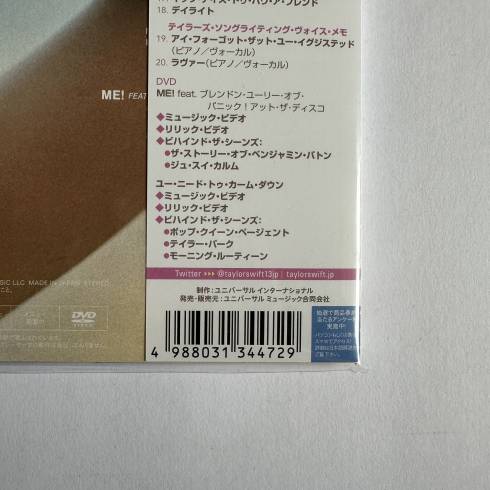 18. デイライト
テイラーズ・ソングライティング・ヴォイス・メモ
19. アイ・フォーゴット・ザット・ユー・イグジステッド
(ピアノ/ヴォーカル)
20. ラヴァー(ピアノ/ヴォーカル)
DVD
ME! feat. ブレンドン・ユーリー・オブ・
パニック!アット・ザ・ディスコ
◆ミュージック・ビデオ
◆リリック・ビデオ
◆ビハインド・ザ・シーンズ:
●ザ・ストーリー・オブ・ベンジャミン・バトン
●ジュ・スイ・カルム
ユー・ニード・トゥ・カーム・ダウン
◆ミュージック・ビデオ
◆リリック・ビデオ
◆ビハインド・ザ・シーンズ:
●ポップ・クイーン・ページェント
●テイラー・パーク
●モーニング・ルーティーン
Twitter >>> @taylorswift13jp | taylorswift.jp
制作:ユニバーサル インターナショナル
発売・販売元:ユニバーサル ミュージック合同会社
4 988031 344729
ME! FEAT
SIC LLC MADE IN JAPAN STEREO
DVD
VIDEO